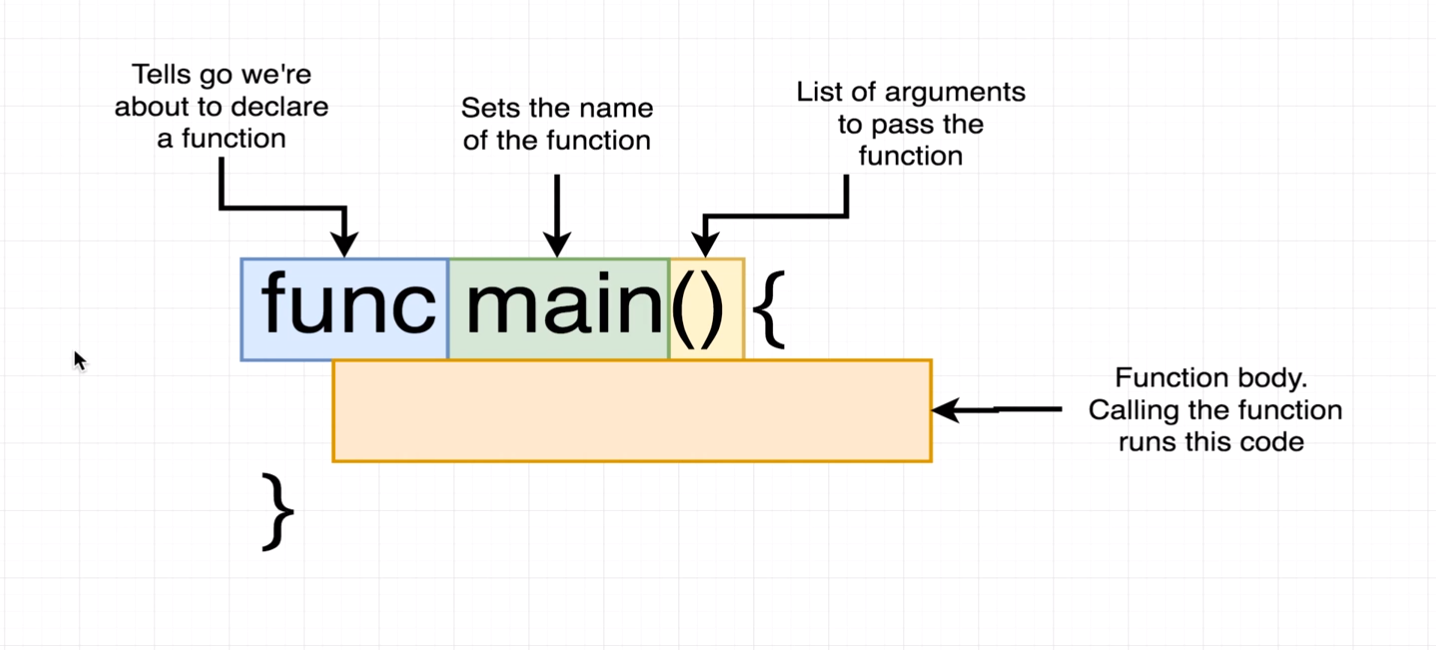 Tells go we're
about to declare
a function
Sets the name
of the function
List of arguments
to pass the
function
func main() {
Function body.
Calling the function
runs this code
}